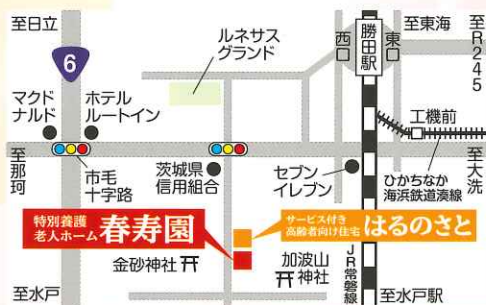 至日立
6
ルネサス
グランド
西口
勝田駅
東口
至東海
至R245
マクド
ナルド
ホテル
ルートイン
工機前
至那珂
市毛
十字路
茨城県
信用組合
セブン
イレブン
ひかちなか
海浜鉄道湊線
至大洗
特別養護
老人ホーム 春寿園
サービス付き
高齢者向け住宅 はるのさと
金砂神社
加波山
神社
JR常磐線
至水戸
至水戸駅